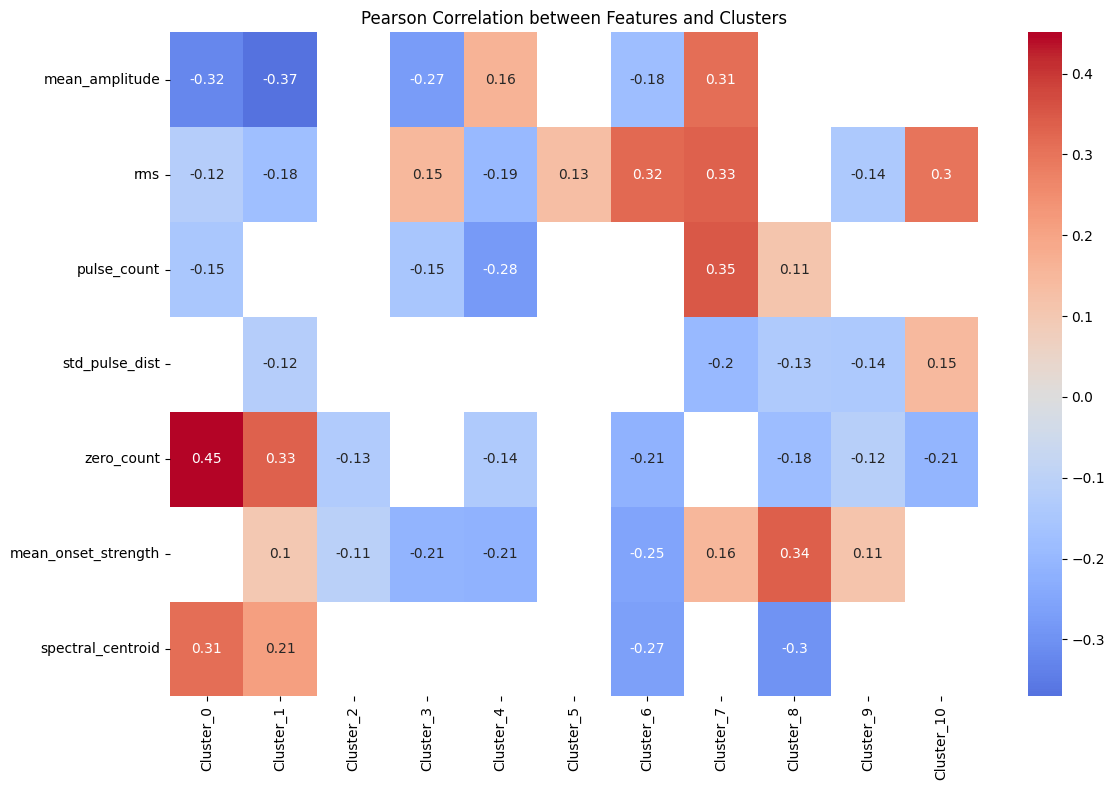 Pearson Correlation between Features and Clusters
mean_amplitude -0.32 -0.37 -0.27 0.16 -0.18 0.31
rms -0.12 -0.18 0.15 -0.19 0.13 0.32 0.33 -0.14 0.3
pulse_count -0.15 -0.15 -0.28 0.35 0.11
std_pulse_dist -0.12 -0.2 -0.13 -0.14 0.15
zero_count 0.45 0.33 -0.13 -0.14 -0.21 -0.18 -0.12 -0.21
mean_onset_strength 0.1 -0.11 -0.21 -0.21 -0.25 0.16 0.34 0.11
spectral_centroid 0.31 0.21 -0.27 -0.3
Cluster_0
Cluster_1
Cluster_2
Cluster_3
Cluster_4
Cluster_5
Cluster_6
Cluster_7
Cluster_8
Cluster_9
Cluster_10
0.4
0.3
0.2
0.1
0.0
−0.1
−0.2
−0.3